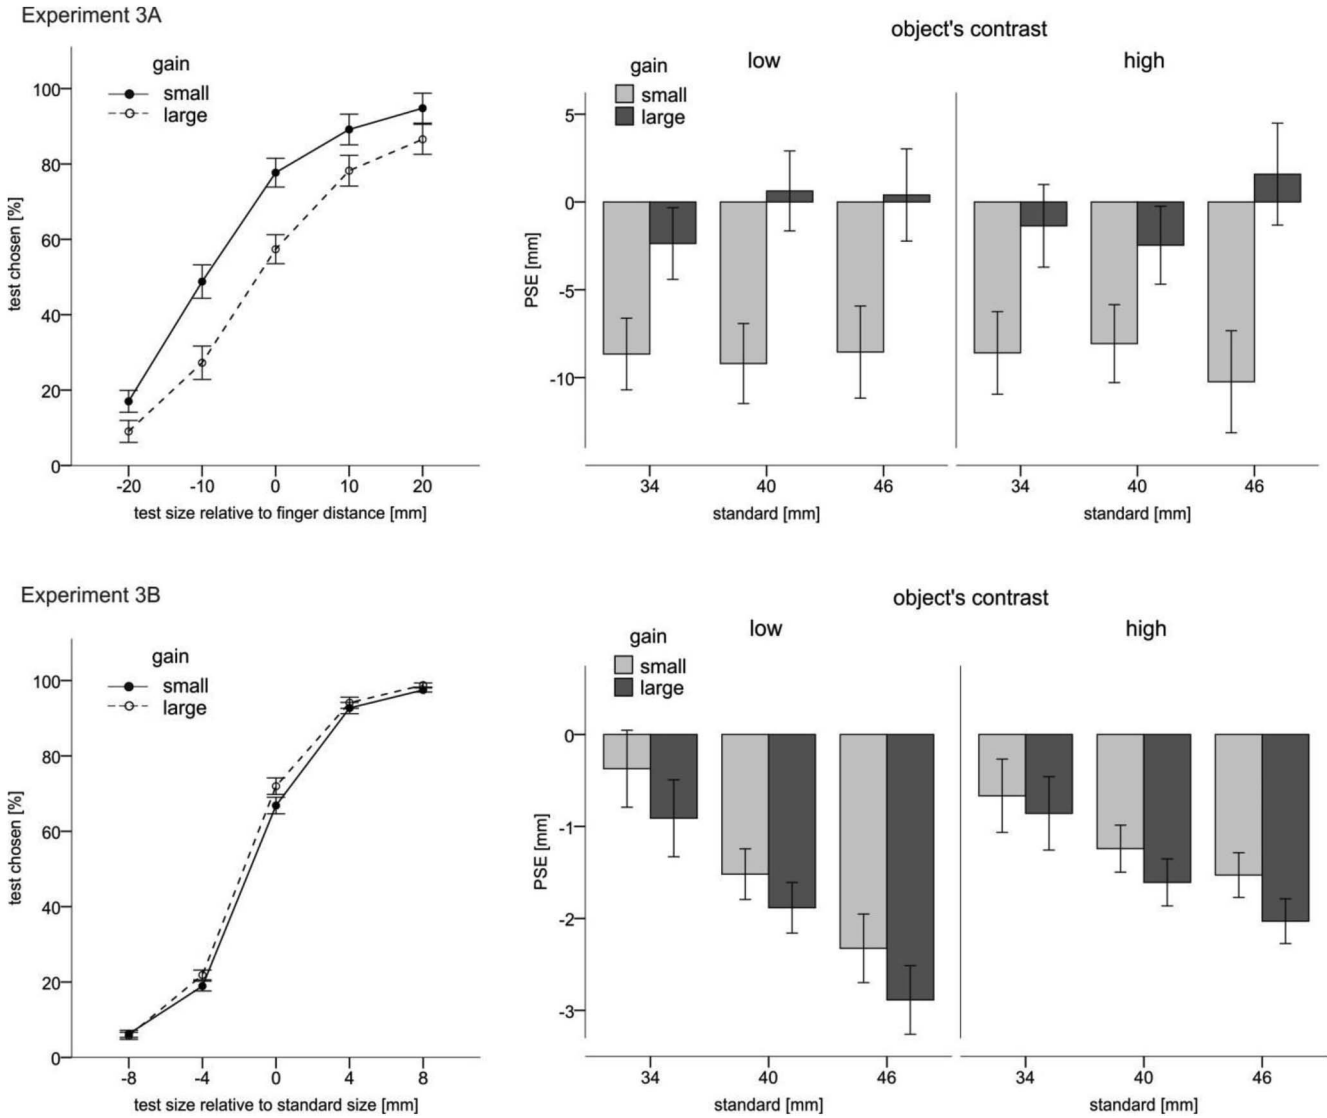 Experiment 3A
gain
small
large
100
80
60
40
20
0
test chosen [%]
-20 -10 0 10 20
test size relative to finger distance [mm]
object's contrast
low high
gain
small
large
5
0
-5
-10
PSE [mm]
34 40 46 34 40 46
standard [mm] standard [mm]
Experiment 3B
gain
small
large
100
80
60
40
20
0
test chosen [%]
-8 -4 0 4 8
test size relative to standard size [mm]
object's contrast
low high
gain
small
large
0
-1
-2
-3
PSE [mm]
34 40 46 34 40 46
standard [mm] standard [mm]